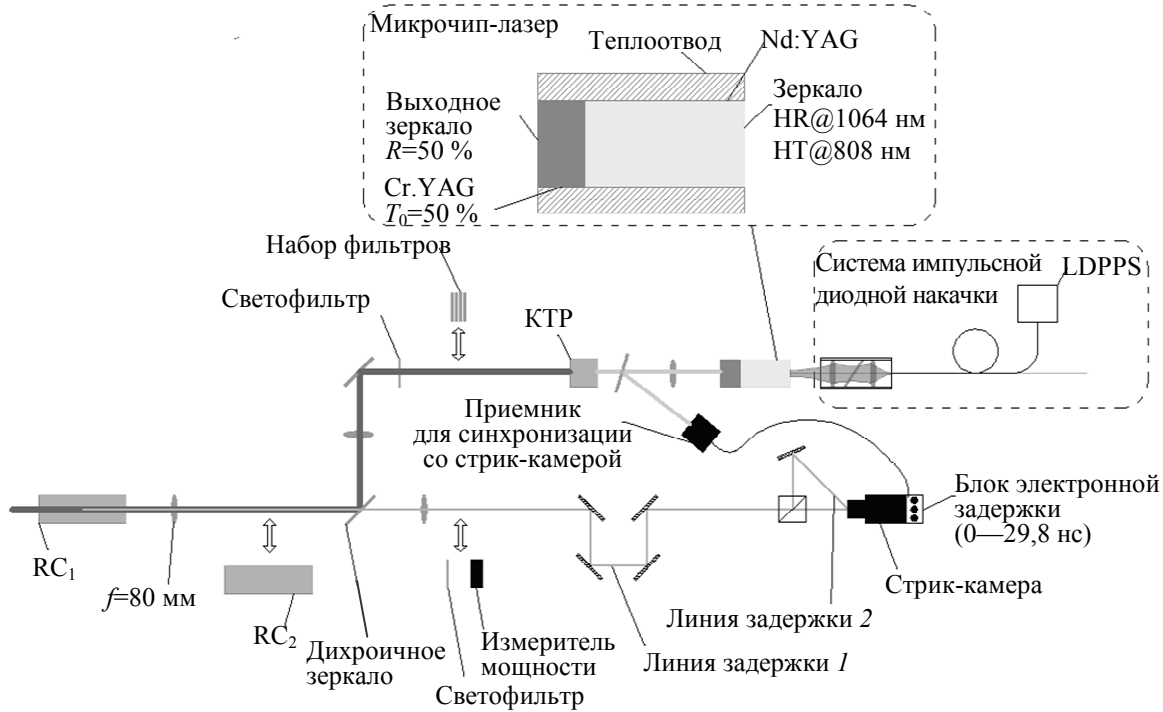 Микрочип-лазер
Теплоотвод
Nd:YAG
Выходное
зеркало
R=50 %
Зеркало
HR@1064 нм
HT@808 нм
Cr.YAG
T0=50 %
Набор фильтров
Светофильтр
КТР
Система импульсной
диодной накачки
LDPPS
Приемник
для синхронизации
со стрик-камерой
Блок электронной
задержки
(0—29,8 нс)
RC1
f=80 мм
RC2
Дихроичное
зеркало
Измеритель
мощности
Светофильтр
Стрик-камера
Линия задержки 2
Линия задержки 1